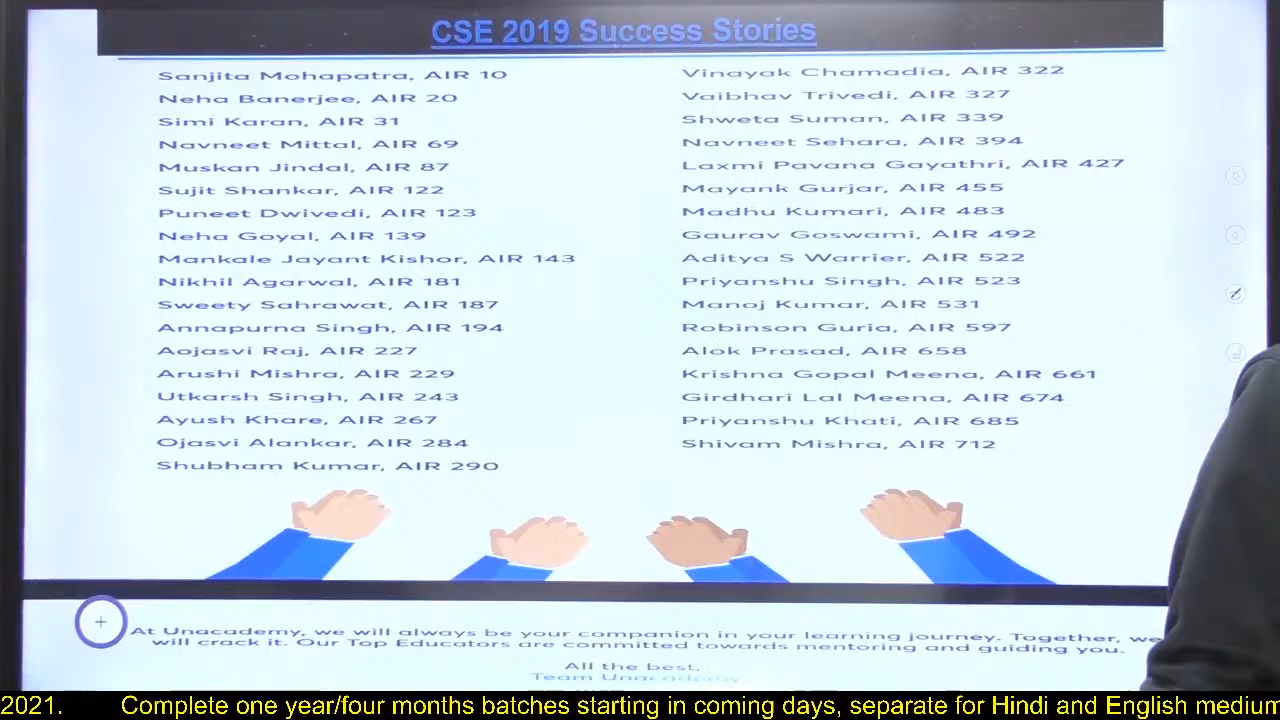 CSE 2019 Success Stories
Sanjita Mohapatra, AIR 10
Neha Banerjee, AIR 20
Simi Karan, AIR 31
Navneet Mittal, AIR 69
Muskan Jindal, AIR 87
Sujit Shankar, AIR 122
Puneet Dwivedi, AIR 123
Neha Goyal, AIR 139
Mankale Jayant Kishor, AIR 143
Nikhil Agarwal, AIR 181
Sweety Sahrawat, AIR 187
Annapurna Singh, AIR 194
Aojasvi Raj, AIR 227
Arushi Mishra, AIR 229
Utkarsh Singh, AIR 243
Ayush Khare, AIR 267
Ojasvi Alankar, AIR 284
Shubham Kumar, AIR 290
Vinayak Chamadia, AIR 322
Vaibhav Trivedi, AIR 327
Shweta Suman, AIR 339
Navneet Sehara, AIR 394
Laxmi Pavana Gayathri, AIR 427
Mayank Gurjar, AIR 455
Madhu Kumari, AIR 483
Gaurav Goswami, AIR 492
Aditya S Warrier, AIR 522
Priyanshu Singh, AIR 523
Manoj Kumar, AIR 531
Robinson Guria, AIR 597
Alok Prasad, AIR 658
Krishna Gopal Meena, AIR 661
Girdhari Lal Meena, AIR 674
Priyanshu Khati, AIR 685
Shivam Mishra, AIR 712
At Unacademy, we will always be your companion in your learning journey. Together, we
will crack it. Our Top Educators are committed towards mentoring and guiding you.
All the best,
Team Unacademy
2021. Complete one year/four months batches starting in coming days, separate for Hindi and English medium